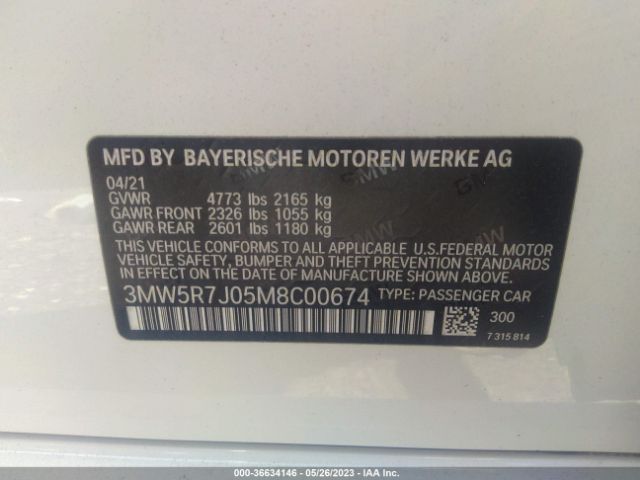 MFD BY BAYERISCHE MOTOREN WERKE AG
04/21
GVWR 4773 lbs 2165 kg
GAWR FRONT 2326 lbs 1055 kg
GAWR REAR 2601 lbs 1180 kg
THIS VEHICLE CONFORMS TO ALL APPLICABLE U.S.FEDERAL MOTOR
VEHICLE SAFETY, BUMPER AND THEFT PREVENTION STANDARDS
IN EFFECT ON THE DATE OF MANUFACTURE SHOWN ABOVE.
3MW5R7J05M8C00674 TYPE: PASSENGER CAR
300
7 315 814
000-36634146 - 05/26/2023 - IAA Inc.